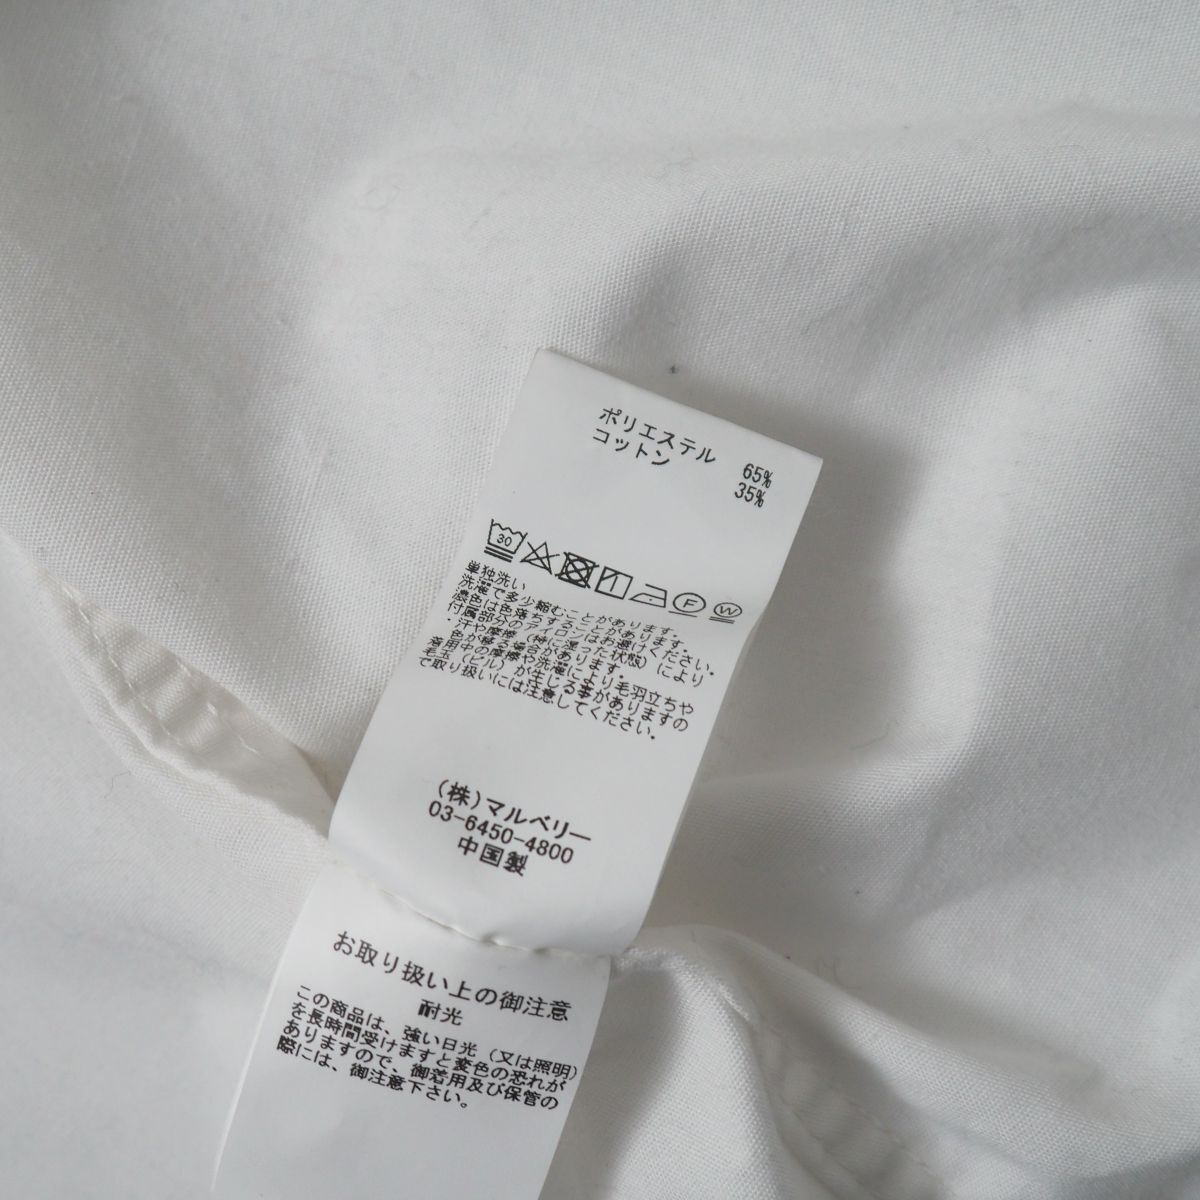 ポリエステル 65%
コットン 35%
30
F
W
単独洗い
洗濯で多少縮むことがあります。
濃色は色落ちすることがあります。
付属部分のアイロンはお避けください。
・汗や摩擦（特に湿った状態）により
色が移る場合があります。
着用中の摩擦や洗濯により毛羽立ちや
毛玉（ピル）が生じる事がありますの
で取り扱いには注意してください。
(株)マルベリー
03-6450-4800
中国製
お取り扱い上の御注意
耐光
この商品は、強い日光（又は照明）
を長時間受けますと変色の恐れが
ありますので、御着用及び保管の
際には、御注意下さい。